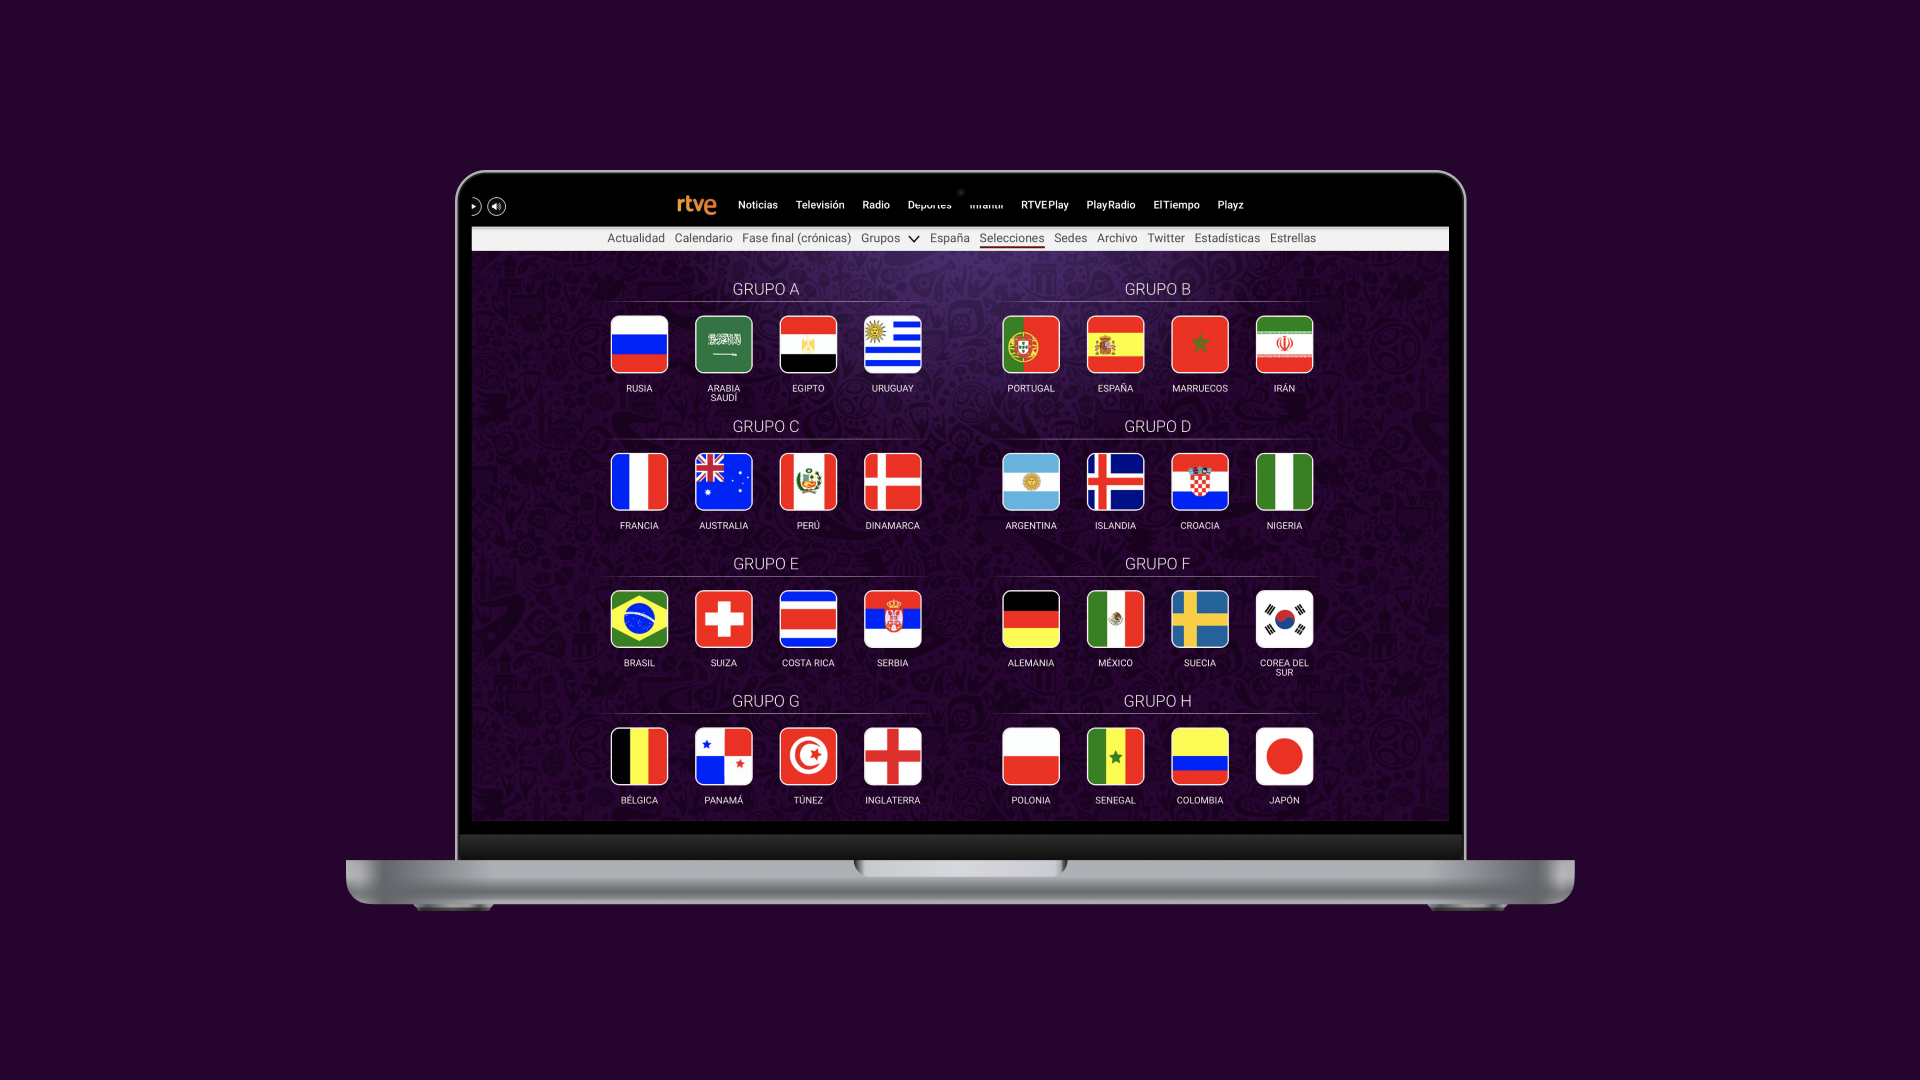 rtve Noticias Televisión Radio Deportes Infantil RTVEPlay PlayRadio ElTiempo Playz
Actualidad Calendario Fase final (crónicas) Grupos España Selecciones Sedes Archivo Twitter Estadísticas Estrellas
GRUPO A
RUSIA
ARABIA
SAUDÍ
EGIPTO
URUGUAY
GRUPO B
PORTUGAL
ESPAÑA
MARRUECOS
IRÁN
GRUPO C
FRANCIA
AUSTRALIA
PERÚ
DINAMARCA
GRUPO D
ARGENTINA
ISLANDIA
CROACIA
NIGERIA
GRUPO E
BRASIL
SUIZA
COSTA RICA
SERBIA
GRUPO F
ALEMANIA
MÉXICO
SUECIA
COREA DEL
SUR
GRUPO G
BÉLGICA
PANAMÁ
TÚNEZ
INGLATERRA
GRUPO H
POLONIA
SENEGAL
COLOMBIA
JAPÓN